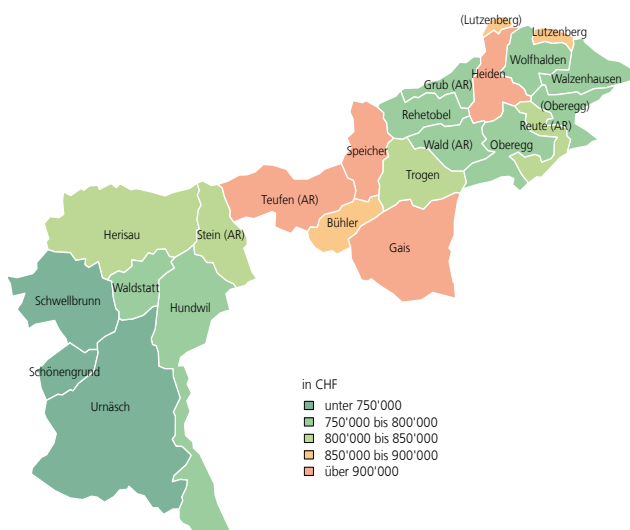 (Lutzenberg)
Lutzenberg
Wolfhalden
Heiden
Walzenhausen
Grub (AR)
(Oberegg)
Rehetobel
Reute (AR)
Wald (AR)
Oberegg
Speicher
Trogen
Teufen (AR)
Bühler
Herisau
Stein (AR)
Gais
Waldstatt
Schwellbrunn
Hundwil
Schönengrund
Urnäsch
in CHF
unter 750'000
750'000 bis 800'000
800'000 bis 850'000
850'000 bis 900'000
über 900'000